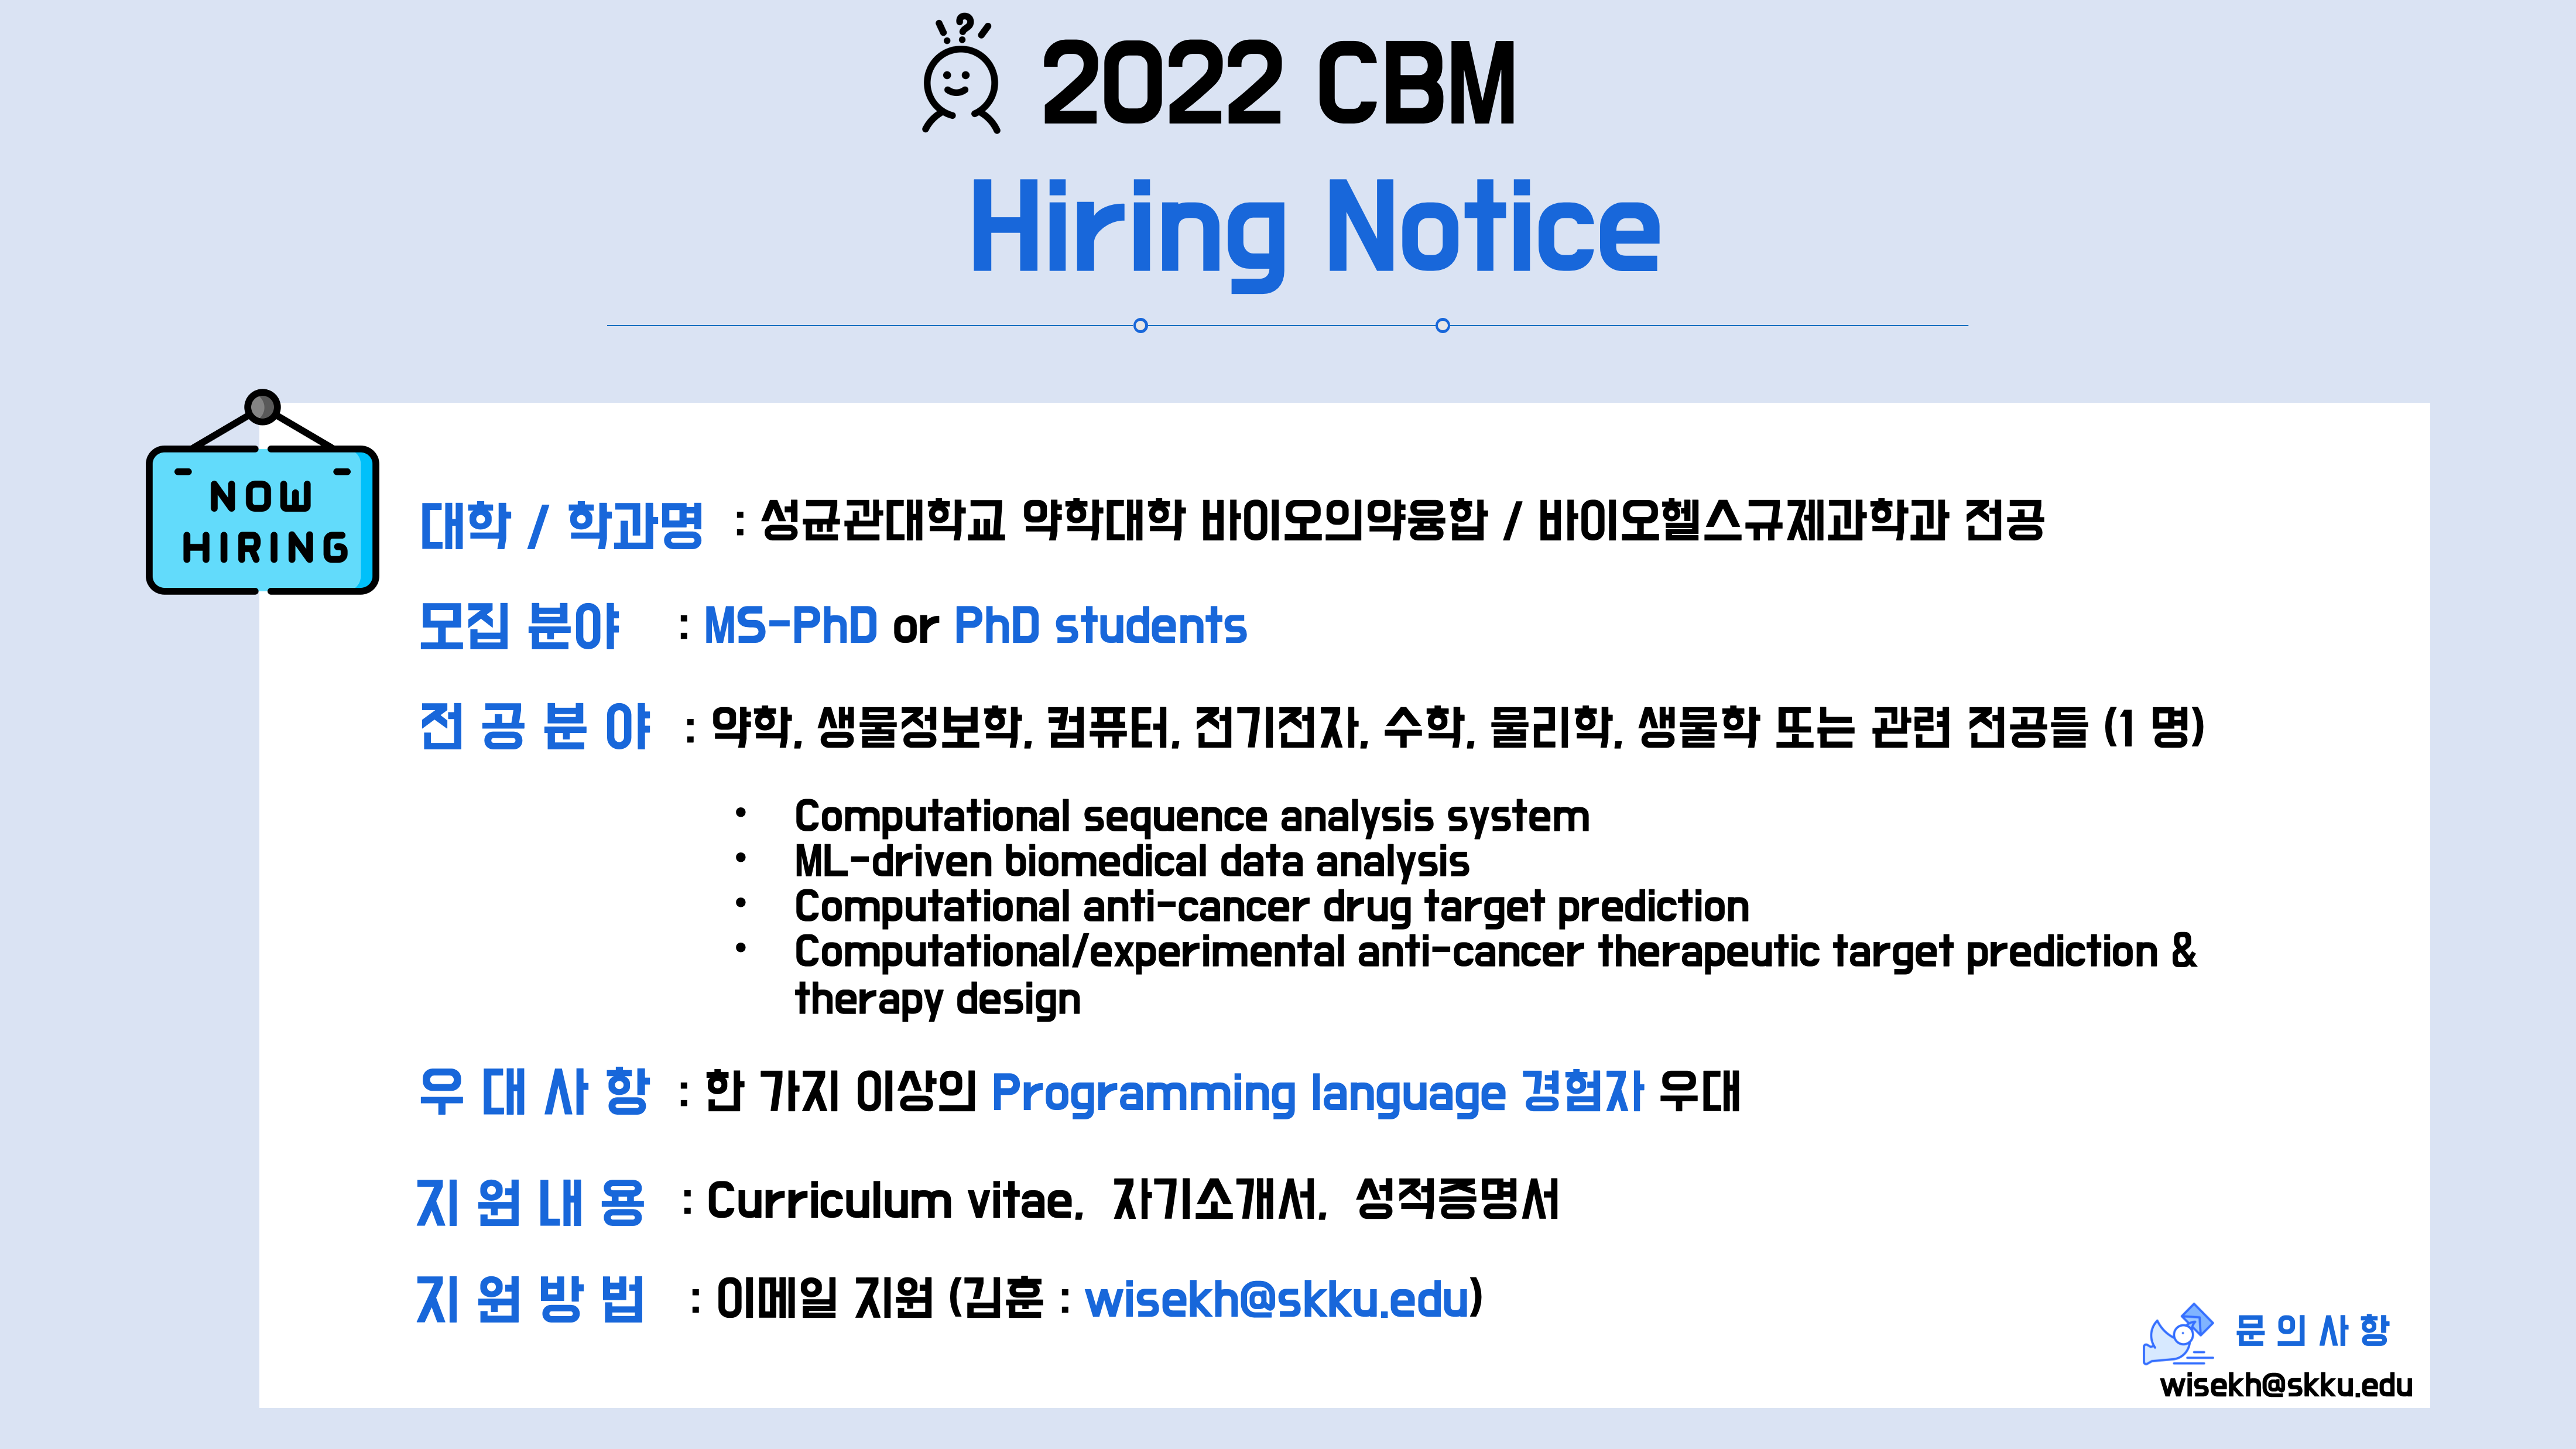 2022 CBM
Hiring Notice
NOW
HIRING
대학 / 학과명 : 성균관대학교 약학대학 바이오의약융합 / 바이오헬스규제과학과 전공
모집 분야 : MS-PhD or PhD students
전 공 분 야 : 약학, 생물정보학, 컴퓨터, 전기전자, 수학, 물리학, 생물학 또는 관련 전공들 (1 명)
• Computational sequence analysis system
• ML-driven biomedical data analysis
• Computational anti-cancer drug target prediction
• Computational/experimental anti-cancer therapeutic target prediction &
therapy design
우 대 사 항 : 한 가지 이상의 Programming language 경험자 우대
지 원 내 용 : Curriculum vitae, 자기소개서, 성적증명서
지 원 방 법 : 이메일 지원 (김훈 : wisekh@skku.edu)
문 의 사 항
wisekh@skku.edu